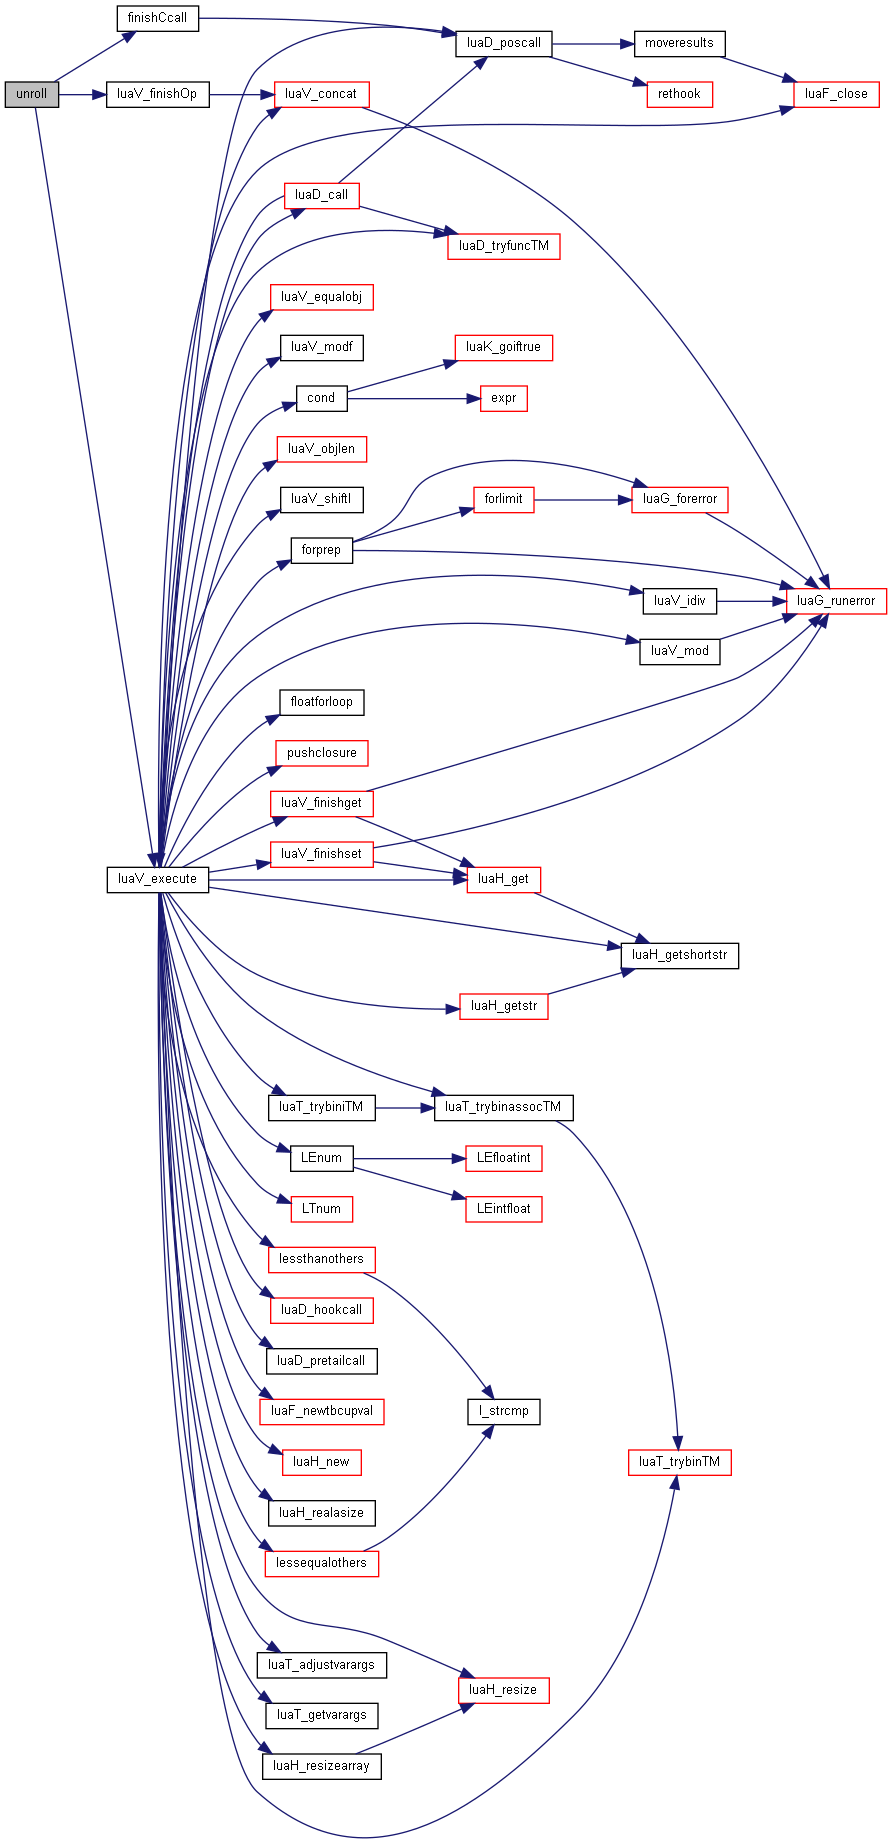 finishCcall
luaD_poscall
moveresults
unroll
luaV_finishOp
luaV_concat
rethook
luaF_close
luaD_call
luaD_tryfuncTM
luaV_equalobj
luaV_modf
luaK_goiftrue
cond
expr
luaV_objlen
luaV_shiftl
forlimit
luaG_forerror
forprep
luaV_idiv
luaG_runerror
luaV_mod
floatforloop
pushclosure
luaV_finishget
luaV_finishset
luaV_execute
luaH_get
luaH_getshortstr
luaH_getstr
luaT_trybiniTM
luaT_trybinassocTM
LEnum
LEfloatint
LTnum
LEintfloat
lessthanothers
luaD_hookcall
luaD_pretailcall
luaF_newtbcupval
l_strcmp
luaH_new
luaT_trybinTM
luaH_realasize
lessequalothers
luaT_adjustvarargs
luaH_resize
luaT_getvarargs
luaH_resizearray